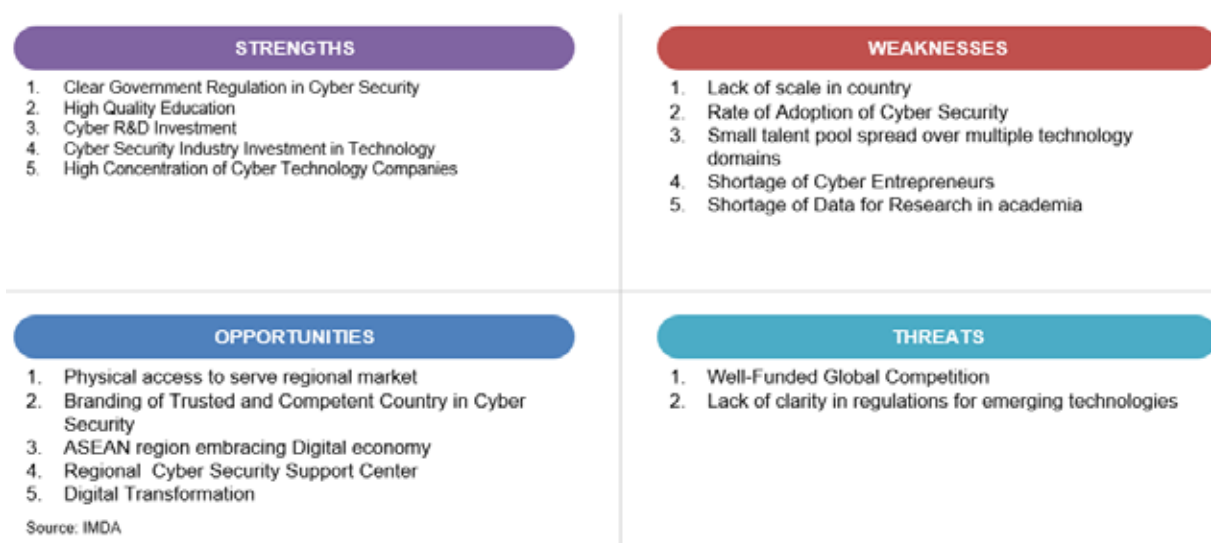 STRENGTHS
1. Clear Government Regulation in Cyber Security
2. High Quality Education
3. Cyber R&D Investment
4. Cyber Security Industry Investment in Technology
5. High Concentration of Cyber Technology Companies
WEAKNESSES
1. Lack of scale in country
2. Rate of Adoption of Cyber Security
3. Small talent pool spread over multiple technology
domains
4. Shortage of Cyber Entrepreneurs
5. Shortage of Data for Research in academia
OPPORTUNITIES
1. Physical access to serve regional market
2. Branding of Trusted and Competent Country in Cyber
Security
3. ASEAN region embracing Digital economy
4. Regional Cyber Security Support Center
5. Digital Transformation
Source: IMDA
THREATS
1. Well-Funded Global Competition
2. Lack of clarity in regulations for emerging technologies